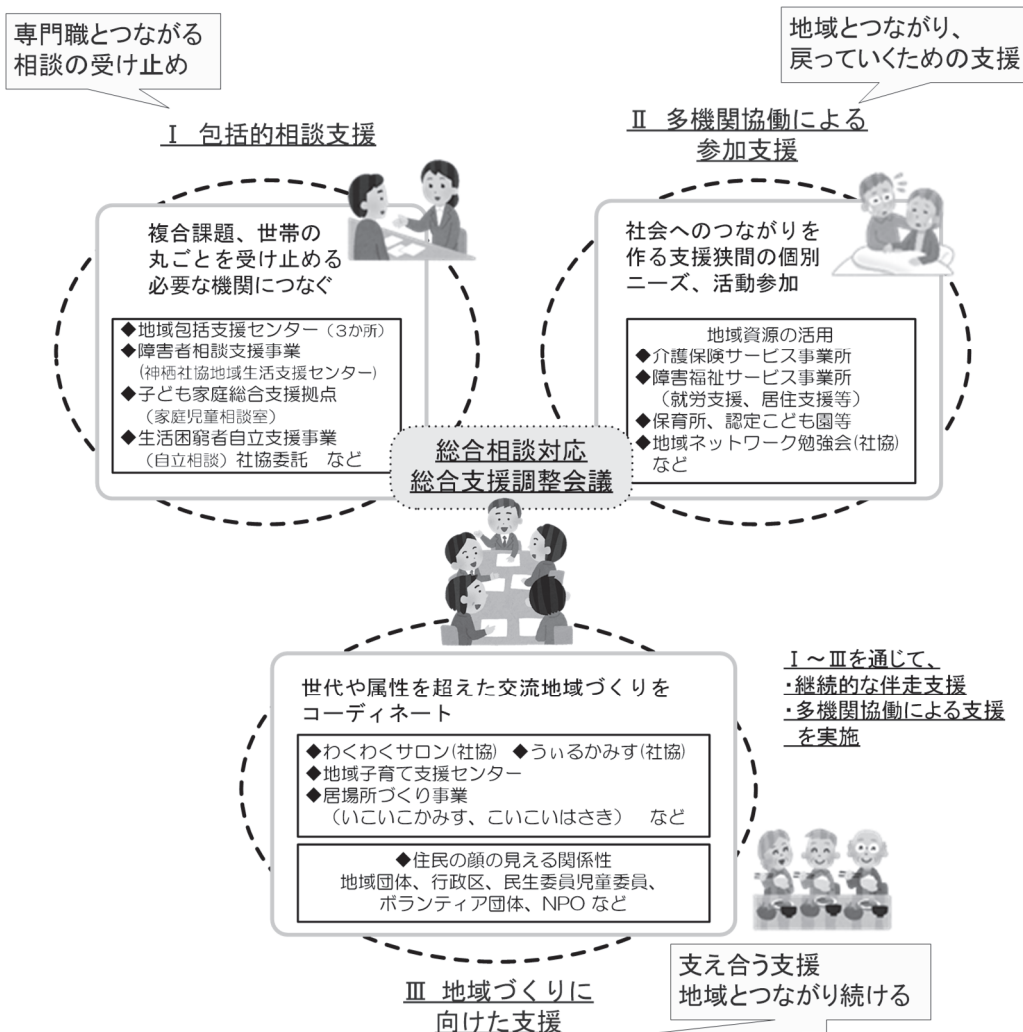 専門職とつながる
相談の受け止め
Ⅰ 包括的相談支援
複合課題、世帯の
丸ごとを受け止める
必要な機関につなぐ
◆地域包括支援センター（3か所）
◆障害者相談支援事業
(神栖社協地域生活支援センター)
◆子ども家庭総合支援拠点
（家庭児童相談室）
◆生活困窮者自立支援事業
（自立相談）社協委託 など
地域とつながり、
戻っていくための支援
Ⅱ 多機関協働による
参加支援
社会へのつながりを
作る支援狭間の個別
ニーズ、活動参加
地域資源の活用
◆介護保険サービス事業所
◆障害福祉サービス事業所
（就労支援、居住支援等）
◆保育所、認定こども園等
◆地域ネットワーク勉強会(社協)
など
総合相談対応
総合支援調整会議
世代や属性を超えた交流地域づくりを
コーディネート
◆わくわくサロン(社協) ◆うぃるかみす(社協)
◆地域子育て支援センター
◆居場所づくり事業
（いこいこかみす、こいこいはさき） など
◆住民の顔の見える関係性
地域団体、行政区、民生委員児童委員、
ボランティア団体、NPO など
Ⅰ～Ⅲを通じて、
・継続的な伴走支援
・多機関協働による支援
を実施
支え合う支援
地域とつながり続ける
Ⅲ 地域づくりに
向けた支援